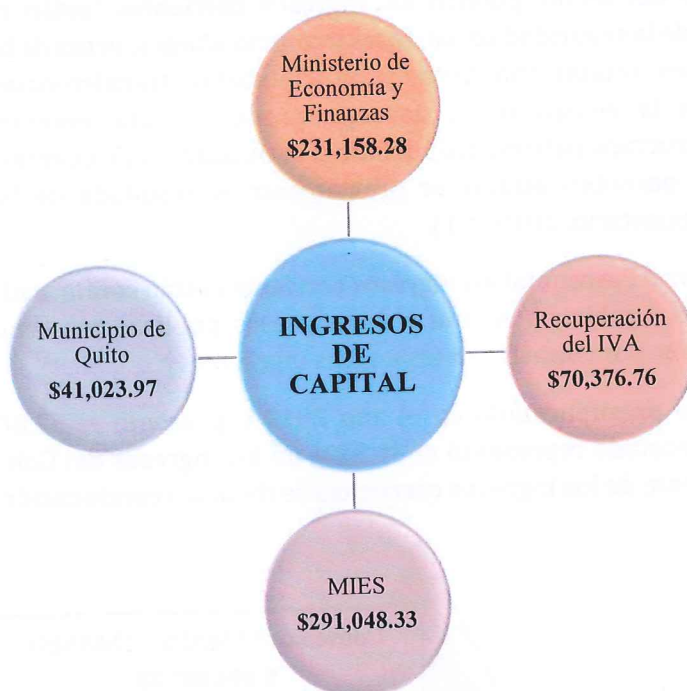 Ministerio de
Economía y
Finanzas
$231,158.28
Municipio de
Quito
$41,023.97
INGRESOS
DE
CAPITAL
Recuperación
del IVA
$70,376.76
MIES
$291,048.33